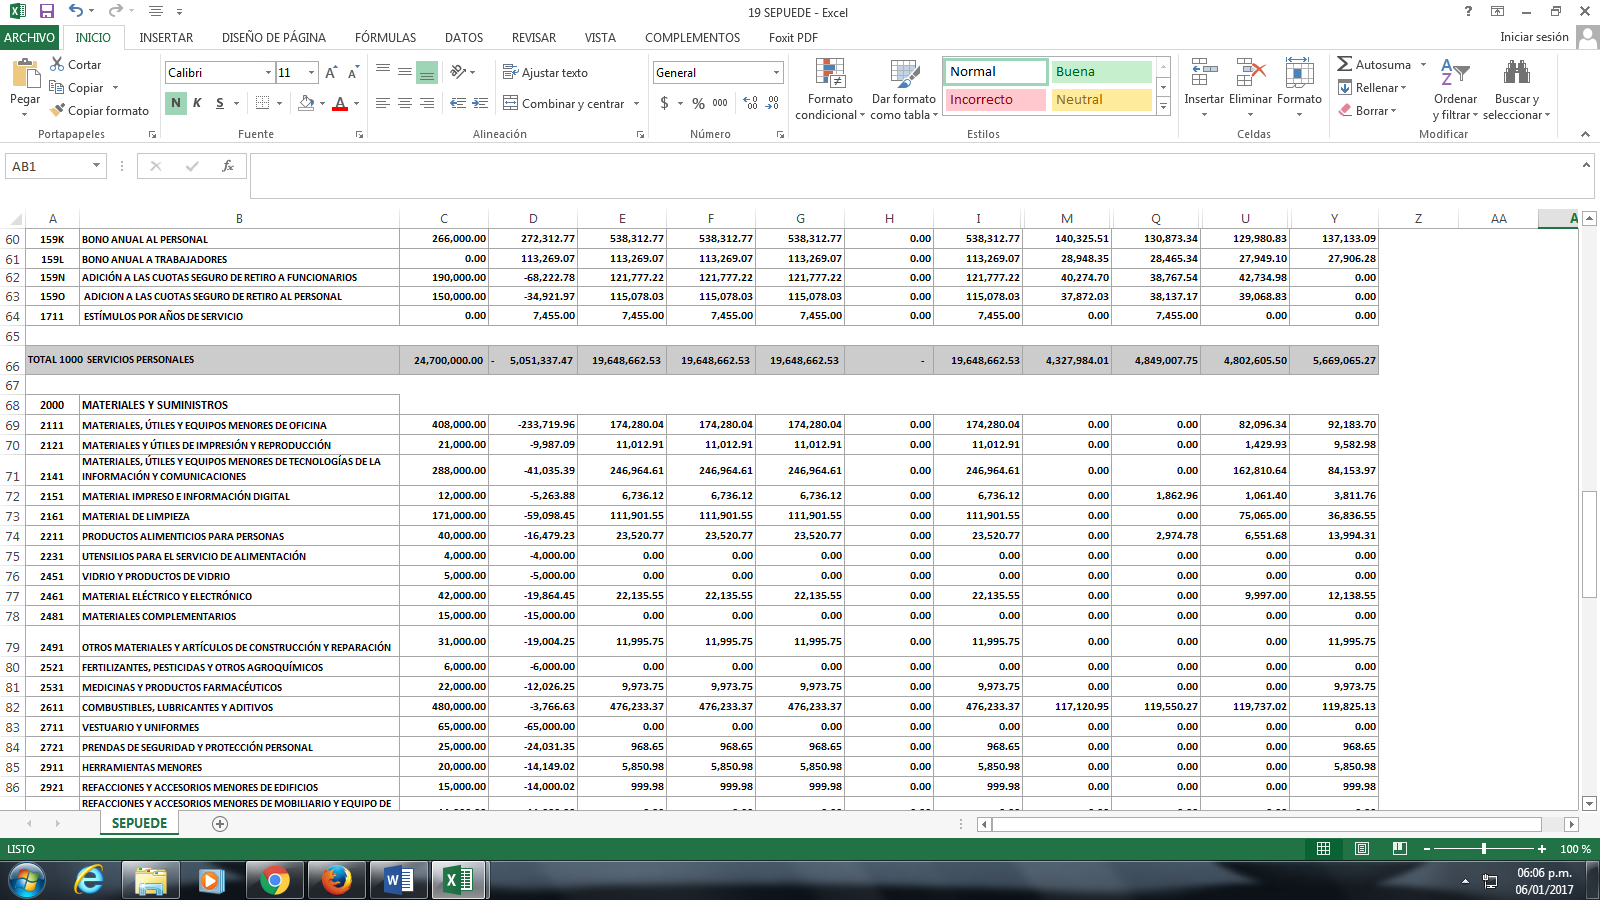 19 SEPUEDE - Excel
ARCHIVO INICIO INSERTAR DISEÑO DE PÁGINA FÓRMULAS DATOS REVISAR VISTA COMPLEMENTOS Foxit PDF Iniciar sesión
Pegar Cortar Copiar Copiar formato Portapapeles
Calibri 11 N K S Fuente
Ajustar texto Combinar y centrar Alineación
General $ % 000 Número
Formato condicional Dar formato como tabla Normal Buena Incorrecto Neutral Estilos
Insertar Eliminar Formato Celdas
Autosuma Rellenar Borrar Ordenar y filtrar Buscar y seleccionar Modificar
AB1 fx
A B C D E F G H I M Q U Y Z AA A
60 159K BONO ANUAL AL PERSONAL 266,000.00 272,312.77 538,312.77 538,312.77 538,312.77 0.00 538,312.77 140,325.51 130,873.34 129,980.83 137,133.09
61 159L BONO ANUAL A TRABAJADORES 0.00 113,269.07 113,269.07 113,269.07 113,269.07 0.00 113,269.07 28,948.35 28,465.34 27,949.10 27,906.28
62 159N ADICIÓN A LAS CUOTAS SEGURO DE RETIRO A FUNCIONARIOS 190,000.00 -68,222.78 121,777.22 121,777.22 121,777.22 0.00 121,777.22 40,274.70 38,767.54 42,734.98 0.00
63 159O ADICION A LAS CUOTAS SEGURO DE RETIRO AL PERSONAL 150,000.00 -34,921.97 115,078.03 115,078.03 115,078.03 0.00 115,078.03 37,872.03 38,137.17 39,068.83 0.00
64 1711 ESTÍMULOS POR AÑOS DE SERVICIO 0.00 7,455.00 7,455.00 7,455.00 7,455.00 0.00 7,455.00 0.00 7,455.00 0.00 0.00
65
66 TOTAL 1000 SERVICIOS PERSONALES 24,700,000.00 - 5,051,337.47 19,648,662.53 19,648,662.53 19,648,662.53 - 19,648,662.53 4,327,984.01 4,849,007.75 4,802,605.50 5,669,065.27
67
68 2000 MATERIALES Y SUMINISTROS
69 2111 MATERIALES, ÚTILES Y EQUIPOS MENORES DE OFICINA 408,000.00 -233,719.96 174,280.04 174,280.04 174,280.04 0.00 174,280.04 0.00 0.00 82,096.34 92,183.70
70 2121 MATERIALES Y ÚTILES DE IMPRESIÓN Y REPRODUCCIÓN 21,000.00 -9,987.09 11,012.91 11,012.91 11,012.91 0.00 11,012.91 0.00 0.00 1,429.93 9,582.98
MATERIALES, ÚTILES Y EQUIPOS MENORES DE TECNOLOGÍAS DE LA
71 2141 INFORMACIÓN Y COMUNICACIONES 288,000.00 -41,035.39 246,964.61 246,964.61 246,964.61 0.00 246,964.61 0.00 0.00 162,810.64 84,153.97
72 2151 MATERIAL IMPRESO E INFORMACIÓN DIGITAL 12,000.00 -5,263.88 6,736.12 6,736.12 6,736.12 0.00 6,736.12 0.00 1,862.96 1,061.40 3,811.76
73 2161 MATERIAL DE LIMPIEZA 171,000.00 -59,098.45 111,901.55 111,901.55 111,901.55 0.00 111,901.55 0.00 0.00 75,065.00 36,836.55
74 2211 PRODUCTOS ALIMENTICIOS PARA PERSONAS 40,000.00 -16,479.23 23,520.77 23,520.77 23,520.77 0.00 23,520.77 0.00 2,974.78 6,551.68 13,994.31
75 2231 UTENSILIOS PARA EL SERVICIO DE ALIMENTACIÓN 4,000.00 -4,000.00 0.00 0.00 0.00 0.00 0.00 0.00 0.00 0.00 0.00
76 2451 VIDRIO Y PRODUCTOS DE VIDRIO 5,000.00 -5,000.00 0.00 0.00 0.00 0.00 0.00 0.00 0.00 0.00 0.00
77 2461 MATERIAL ELÉCTRICO Y ELECTRÓNICO 42,000.00 -19,864.45 22,135.55 22,135.55 22,135.55 0.00 22,135.55 0.00 0.00 9,997.00 12,138.55
78 2481 MATERIALES COMPLEMENTARIOS 15,000.00 -15,000.00 0.00 0.00 0.00 0.00 0.00 0.00 0.00 0.00 0.00
79 2491 OTROS MATERIALES Y ARTÍCULOS DE CONSTRUCCIÓN Y REPARACIÓN 31,000.00 -19,004.25 11,995.75 11,995.75 11,995.75 0.00 11,995.75 0.00 0.00 0.00 11,995.75
80 2521 FERTILIZANTES, PESTICIDAS Y OTROS AGROQUÍMICOS 6,000.00 -6,000.00 0.00 0.00 0.00 0.00 0.00 0.00 0.00 0.00 0.00
81 2531 MEDICINAS Y PRODUCTOS FARMACÉUTICOS 22,000.00 -12,026.25 9,973.75 9,973.75 9,973.75 0.00 9,973.75 0.00 0.00 0.00 9,973.75
82 2611 COMBUSTIBLES, LUBRICANTES Y ADITIVOS 480,000.00 -3,766.63 476,233.37 476,233.37 476,233.37 0.00 476,233.37 117,120.95 119,550.27 119,737.02 119,825.13
83 2711 VESTUARIO Y UNIFORMES 65,000.00 -65,000.00 0.00 0.00 0.00 0.00 0.00 0.00 0.00 0.00 0.00
84 2721 PRENDAS DE SEGURIDAD Y PROTECCIÓN PERSONAL 25,000.00 -24,031.35 968.65 968.65 968.65 0.00 968.65 0.00 0.00 0.00 968.65
85 2911 HERRAMIENTAS MENORES 20,000.00 -14,149.02 5,850.98 5,850.98 5,850.98 0.00 5,850.98 0.00 0.00 0.00 5,850.98
86 2921 REFACCIONES Y ACCESORIOS MENORES DE EDIFICIOS 15,000.00 -14,000.02 999.98 999.98 999.98 0.00 999.98 0.00 0.00 0.00 999.98
REFACCIONES Y ACCESORIOS MENORES DE MOBILIARIO Y EQUIPO DE
SEPUEDE
LISTO 100 %
06:06 p.m.
06/01/2017